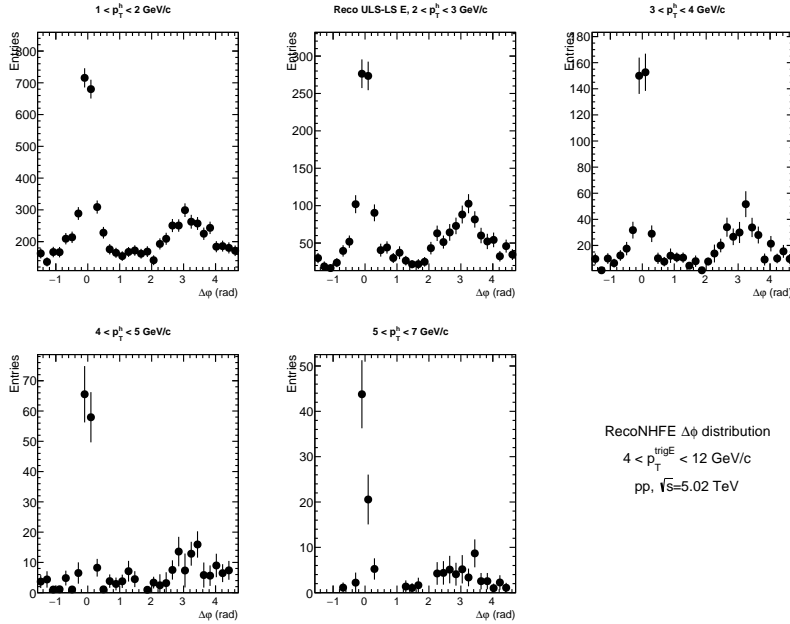 1 < p_T^h < 2 GeV/c
Entries
800
700
600
500
400
300
200
−1 0 1 2 3 4
Δφ (rad)
Reco ULS-LS E, 2 < p_T^h < 3 GeV/c
Entries
300
250
200
150
100
50
−1 0 1 2 3 4
Δφ (rad)
3 < p_T^h < 4 GeV/c
Entries
180
160
140
120
100
80
60
40
20
0
−1 0 1 2 3 4
Δφ (rad)
4 < p_T^h < 5 GeV/c
Entries
70
60
50
40
30
20
10
0
−1 0 1 2 3 4
Δφ (rad)
5 < p_T^h < 7 GeV/c
Entries
50
40
30
20
10
0
−1 0 1 2 3 4
Δφ (rad)
RecoNHFE Δϕ distribution
4 < p_T^trigE < 12 GeV/c
pp, √s=5.02 TeV